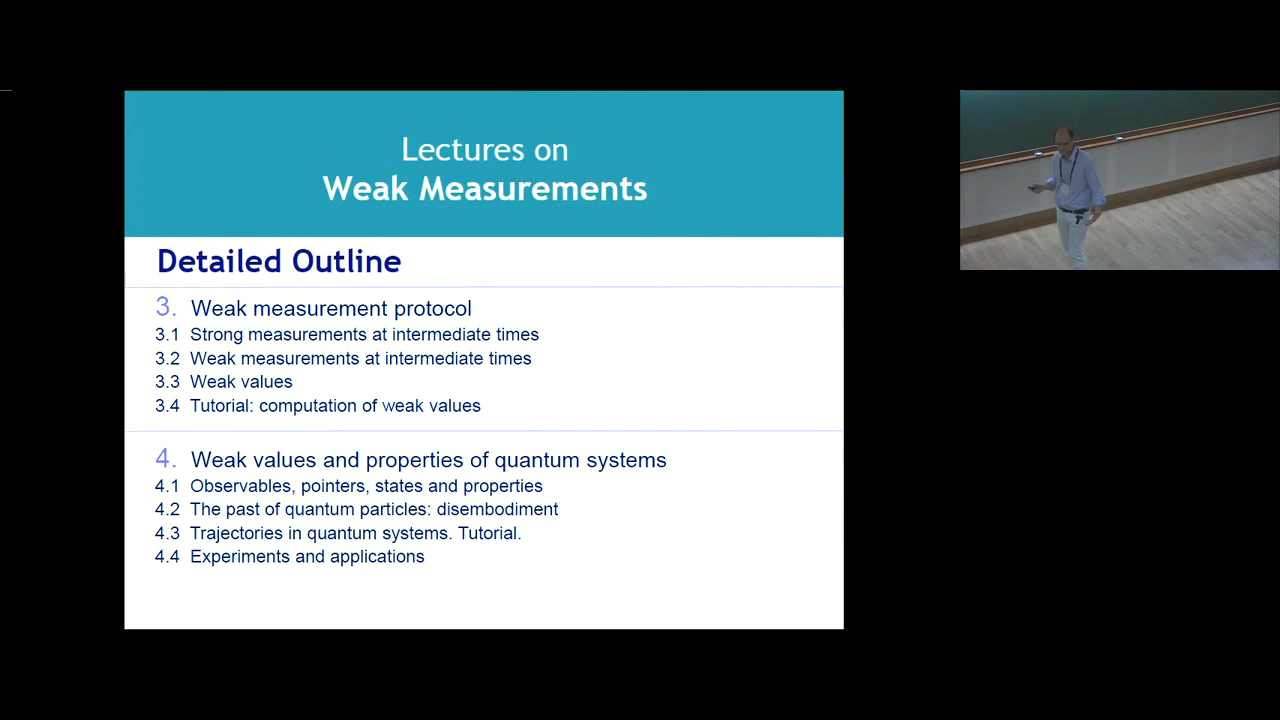 Lectures on
Weak Measurements
Detailed Outline
3. Weak measurement protocol
3.1 Strong measurements at intermediate times
3.2 Weak measurements at intermediate times
3.3 Weak values
3.4 Tutorial: computation of weak values
4. Weak values and properties of quantum systems
4.1 Observables, pointers, states and properties
4.2 The past of quantum particles: disembodiment
4.3 Trajectories in quantum systems. Tutorial.
4.4 Experiments and applications